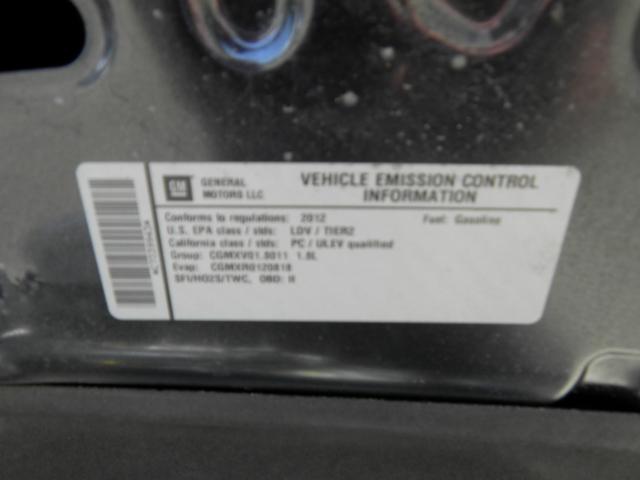 GM
GENERAL MOTORS LLC
VEHICLE EMISSION CONTROL
INFORMATION
Conforms to regulations: 2012 Fuel: Gasoline
U.S. EPA class / stds: LDV / TIER2
California class / stds: PC / ULEV qualified
Group: CGMXV01.8011 1.8L
Evap: CGMXR0120818
SFI/HO2S/TWC, OBD: II